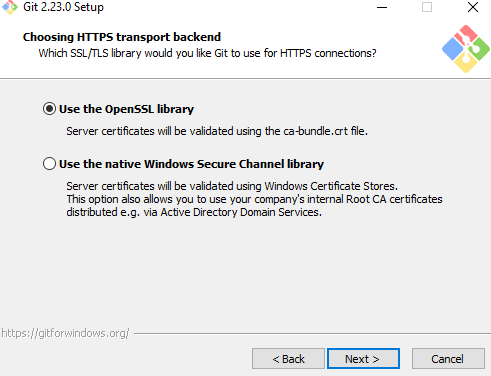 Git 2.23.0 Setup
Choosing HTTPS transport backend
Which SSL/TLS library would you like Git to use for HTTPS connections?
Use the OpenSSL library
Server certificates will be validated using the ca-bundle.crt file.
Use the native Windows Secure Channel library
Server certificates will be validated using Windows Certificate Stores.
This option also allows you to use your company's internal Root CA certificates
distributed e.g. via Active Directory Domain Services.
https://gitforwindows.org/
< Back
Next >
Cancel